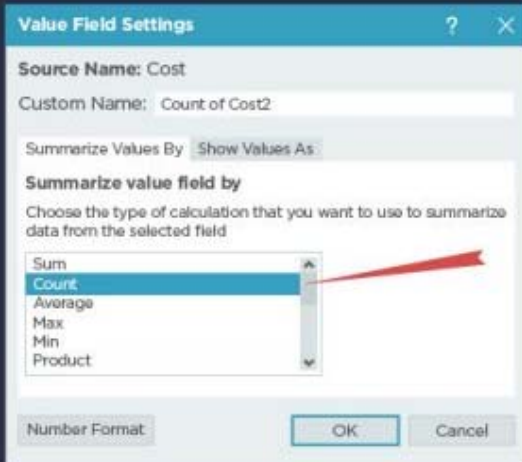 Value Field Settings ? ×
Source Name: Cost
Custom Name: Count of Cost2
Summarize Values By Show Values As
Summarize value field by
Choose the type of calculation that you want to use to summarize
data from the selected field
Sum
Count
Average
Max
Min
Product
Number Format OK Cancel